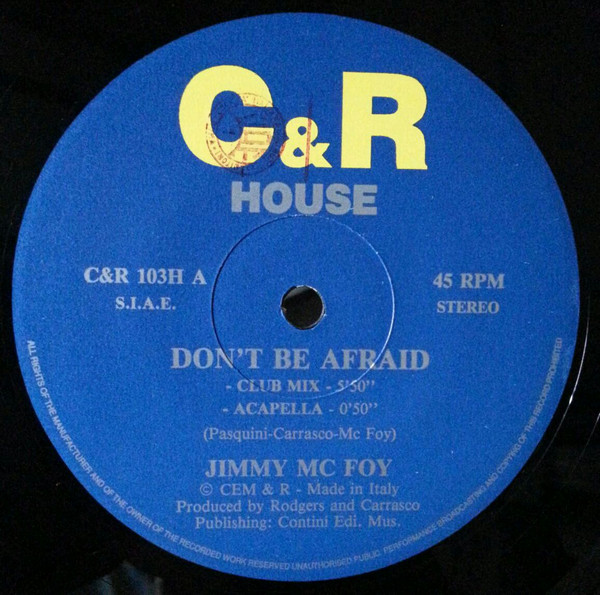 C&R
HOUSE
C&R 103H A
S.I.A.E.
45 RPM
STEREO
DON'T BE AFRAID
- CLUB MIX - 5'50"
- ACAPELLA - 0'50"
(Pasquini-Carrasco-Mc Foy)
JIMMY MC FOY
© CEM & R - Made in Italy
Produced by Rodgers and Carrasco
Publishing: Contini Edi. Mus.
ALL RIGHTS OF THE MANUFACTURER AND OF THE OWNER OF THE RECORDED WORK RESERVED UNAUTHORISED PUBLIC. PERFORMANCE BROADCASTING AND COPYING OF THIS RECORD PROHIBITED